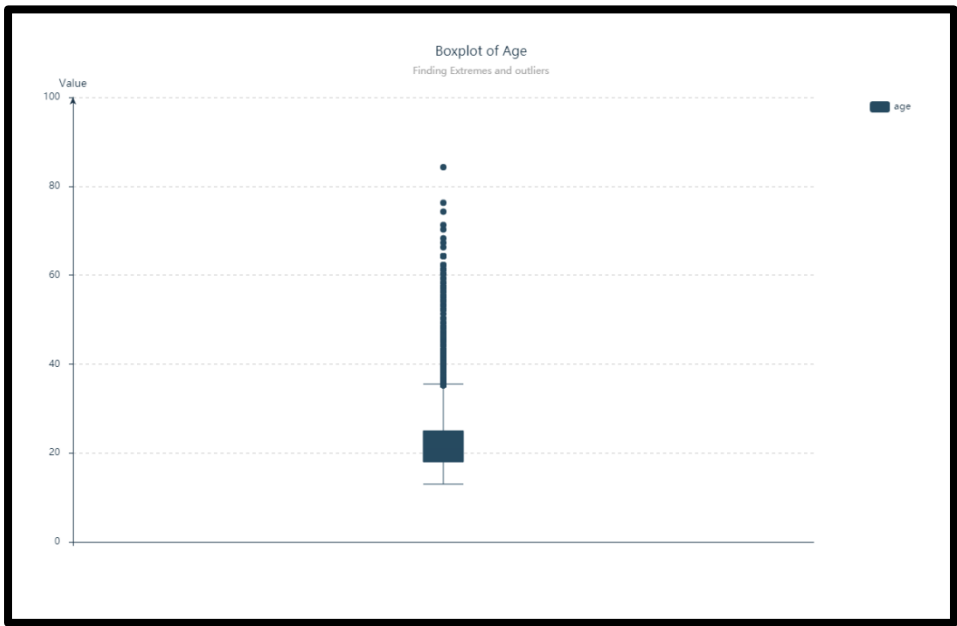 Boxplot of Age
Finding Extremes and outliers
Value
100
age
80
60
40
20
0